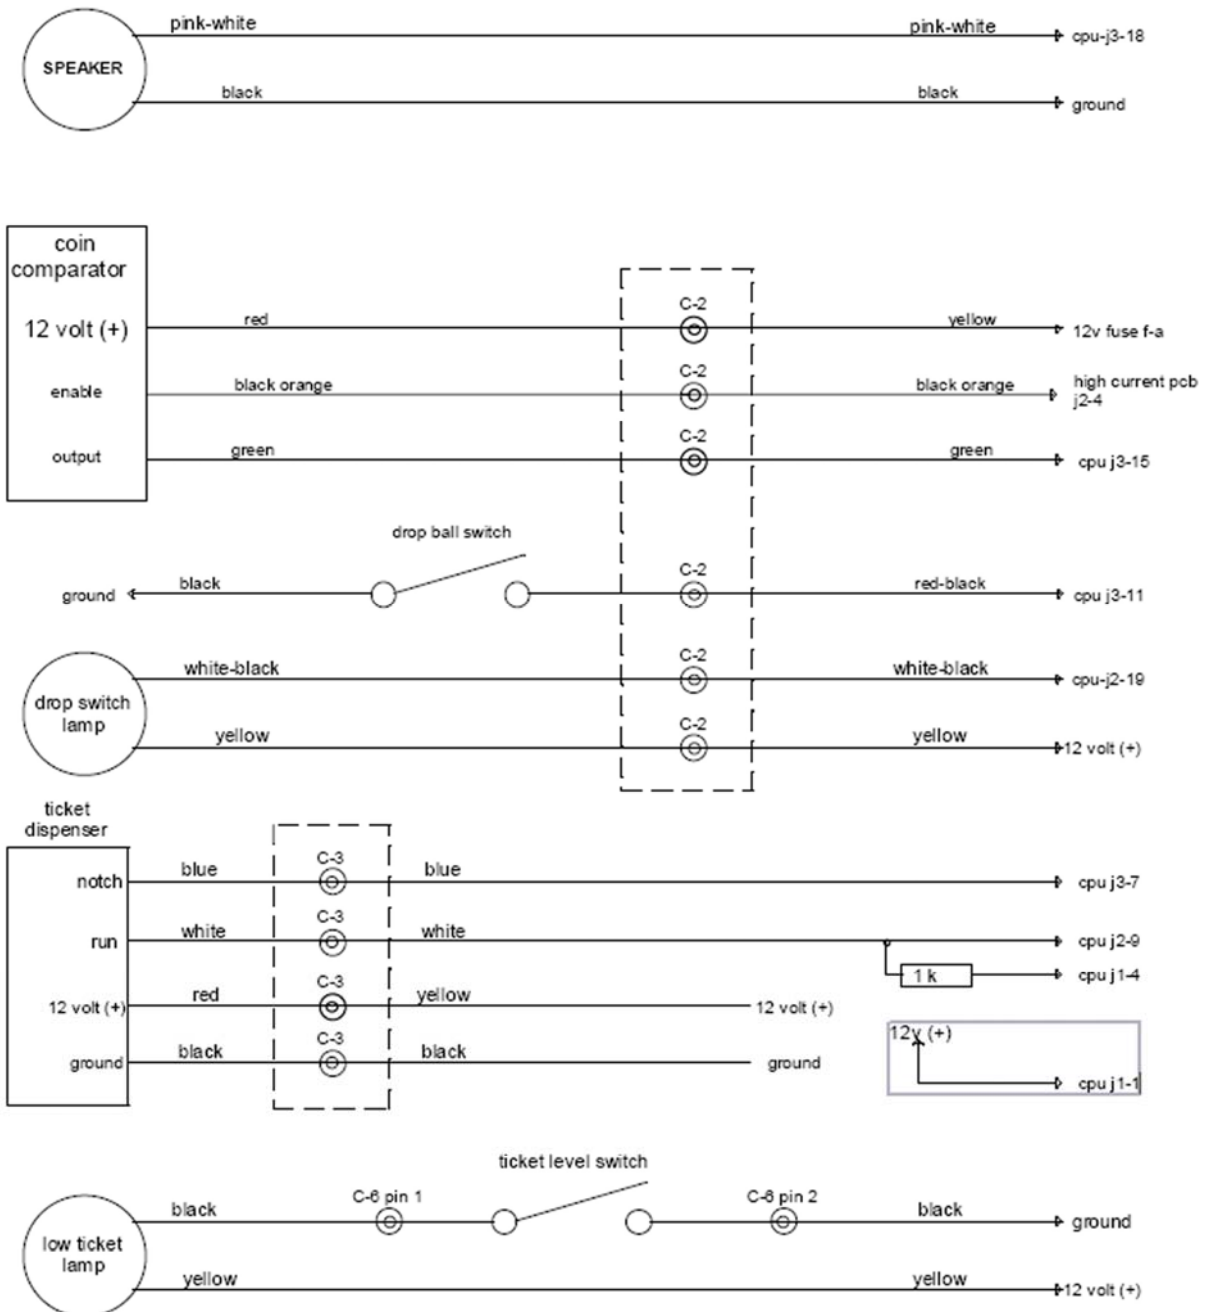 pink-white
pink-white
cpu-j3-18
SPEAKER
black
black
ground
coin
comparator
C-2
12 volt (+)
red
yellow
12v fuse f-a
C-2
enable
black orange
black orange
high current pcb
j2-4
C-2
output
green
green
cpu j3-15
drop ball switch
C-2
ground
black
red-black
cpu j3-11
C-2
white-black
white-black
cpu-j2-19
drop switch
lamp
C-2
yellow
yellow
12 volt (+)
ticket
dispenser
C-3
notch
blue
blue
cpu j3-7
C-3
run
white
white
cpu j2-9
1 k
cpu j1-4
C-3
12 volt (+)
red
yellow
12 volt (+)
C-3
ground
black
black
ground
12v (+)
cpu j1-1
ticket level switch
C-6 pin 1
C-6 pin 2
black
black
ground
low ticket
lamp
yellow
yellow
12 volt (+)